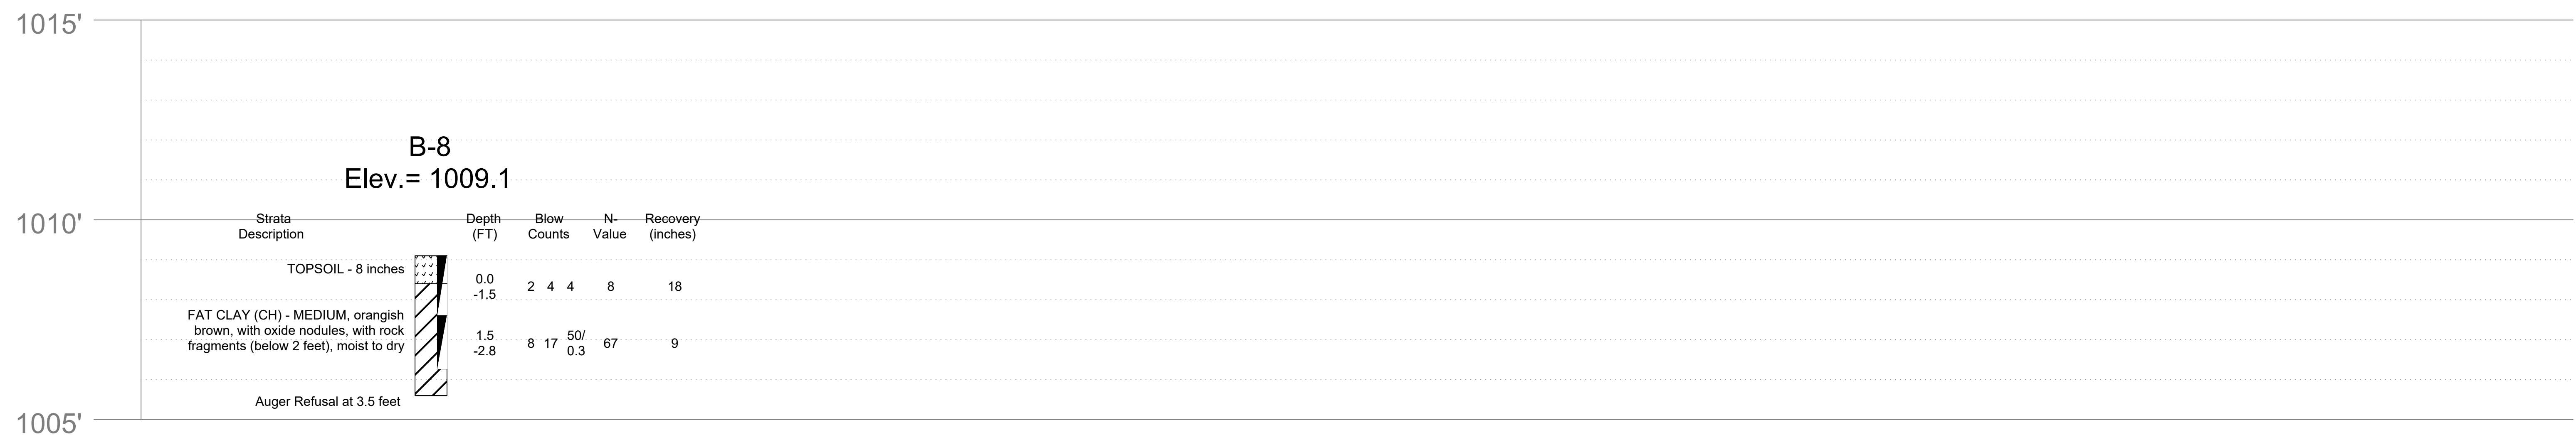 1015'
B-8
Elev.= 1009.1
1010'
Strata Description
Depth (FT)
Blow Counts
N-Value
Recovery (inches)
TOPSOIL - 8 inches
0.0
-1.5
2 4 4 8 18
FAT CLAY (CH) - MEDIUM, orangish
brown, with oxide nodules, with rock
fragments (below 2 feet), moist to dry
1.5
-2.8
8 17 50/
0.3
67 9
Auger Refusal at 3.5 feet
1005'